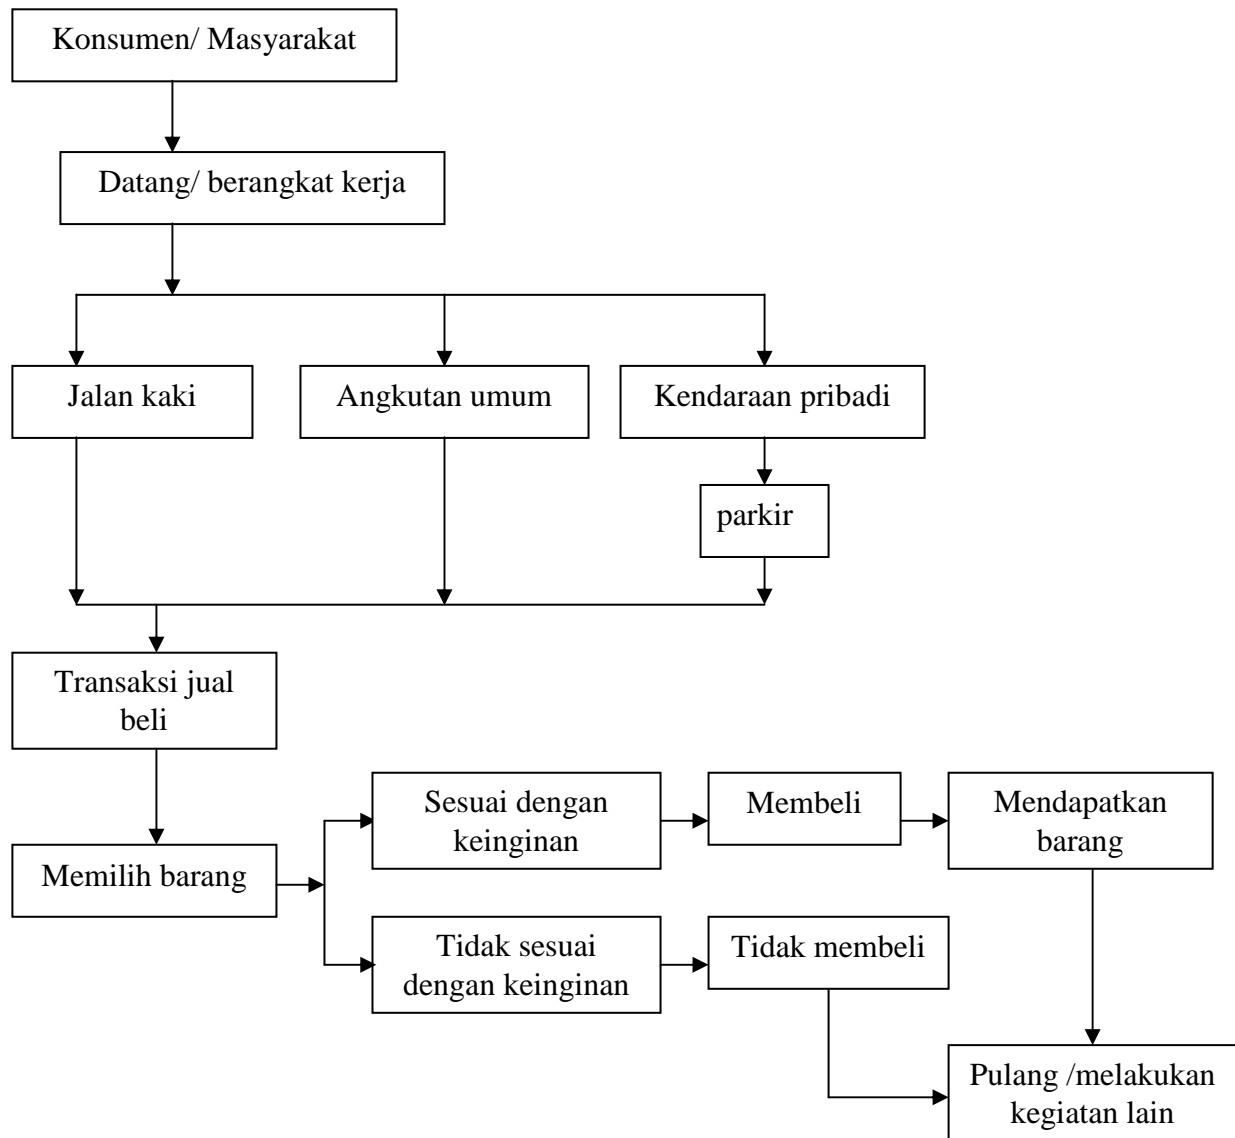 Konsumen/ Masyarakat
Datang/ berangkat kerja
Jalan kaki
Angkutan umum
Kendaraan pribadi
parkir
Transaksi jual
beli
Memilih barang
Sesuai dengan
keinginan
Membeli
Mendapatkan
barang
Tidak sesuai
dengan keinginan
Tidak membeli
Pulang /melakukan
kegiatan lain